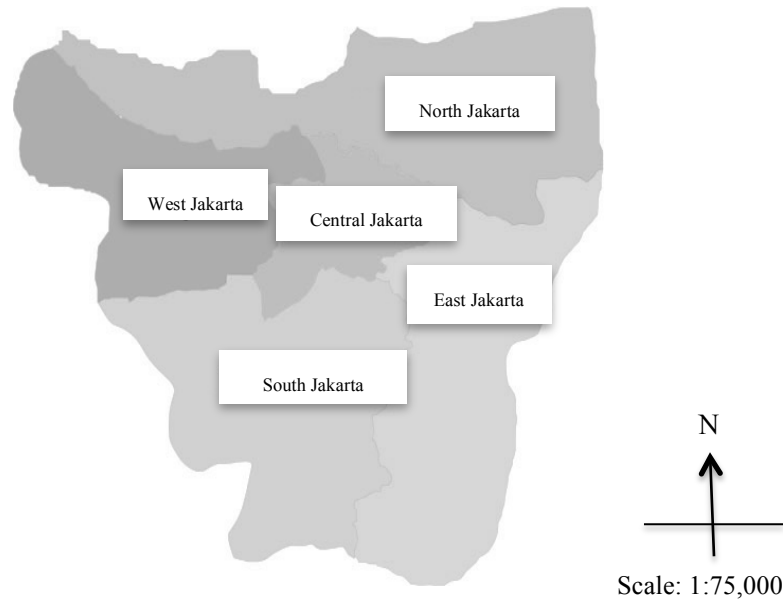 North Jakarta
West Jakarta
Central Jakarta
East Jakarta
South Jakarta
N
Scale: 1:75,000